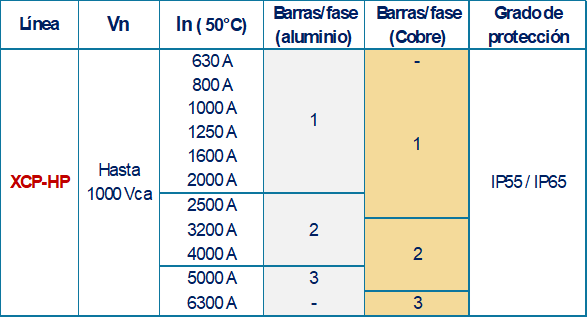 Línea Vn In ( 50°C) Barras/fase (aluminio) Barras/fase (Cobre) Grado de protección
XCP-HP
Hasta 1000 Vca
630 A -
800 A
1000 A
1 
1250 A
1
1600 A
2000 A
IP55 / IP65
2500 A
3200 A
2
4000 A
2
5000 A 3
6300 A - 3